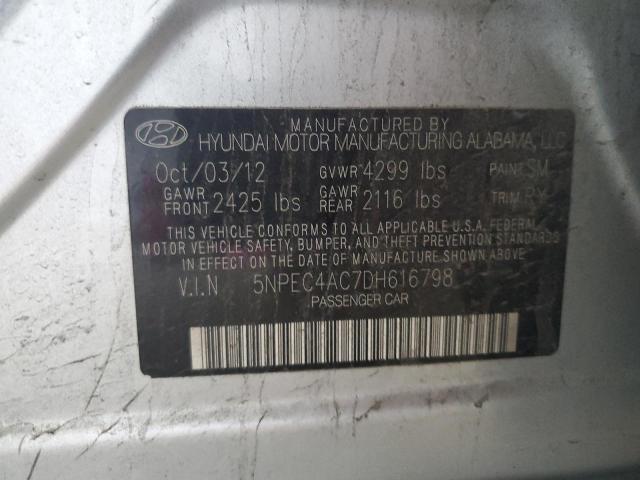 MANUFACTURED BY
HYUNDAI MOTOR MANUFACTURING ALABAMA, LLC
Oct/03/12 GVWR 4299 lbs PAINT SM
GAWR FRONT 2425 lbs GAWR REAR 2116 lbs TRIM RY
THIS VEHICLE CONFORMS TO ALL APPLICABLE U.S.A. FEDERAL
MOTOR VEHICLE SAFETY, BUMPER, AND THEFT PREVENTION STANDARDS
IN EFFECT ON THE DATE OF MANUFACTURE SHOWN ABOVE.
V.I.N 5NPEC4AC7DH616798
PASSENGER CAR